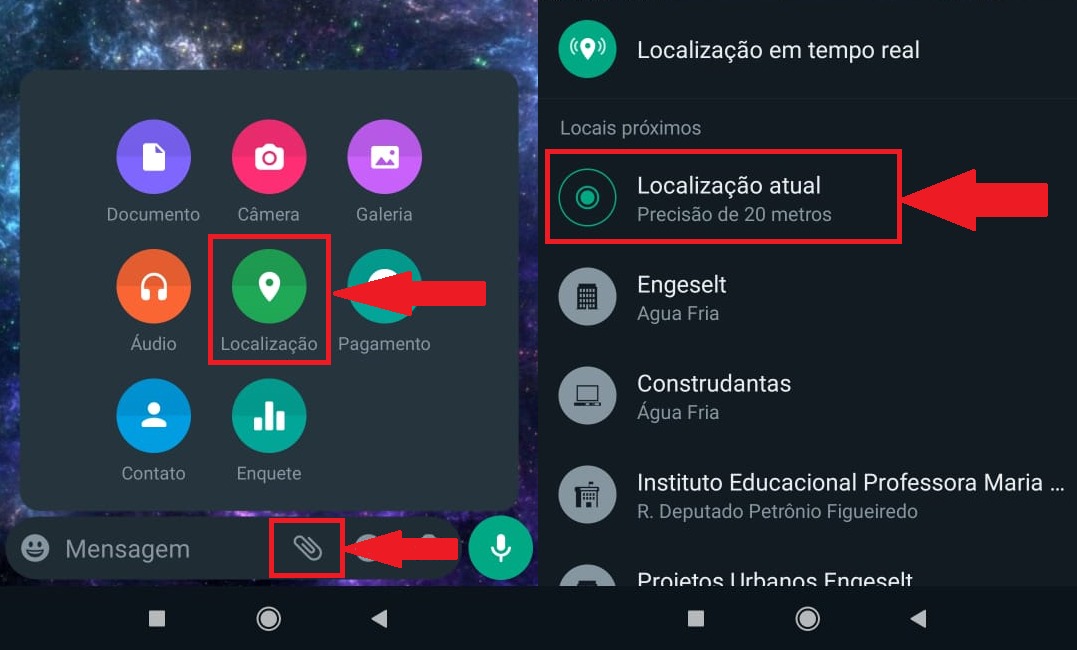 Documento
Câmera
Galeria
Áudio
Localização
Pagamento
Contato
Enquete
Mensagem
Localização em tempo real
Locais próximos
Localização atual
Precisão de 20 metros
Engeselt
Agua Fria
Construdantas
Água Fria
Instituto Educacional Professora Maria ...
R. Deputado Petrônio Figueiredo
Projetos Urbanos Engeselt